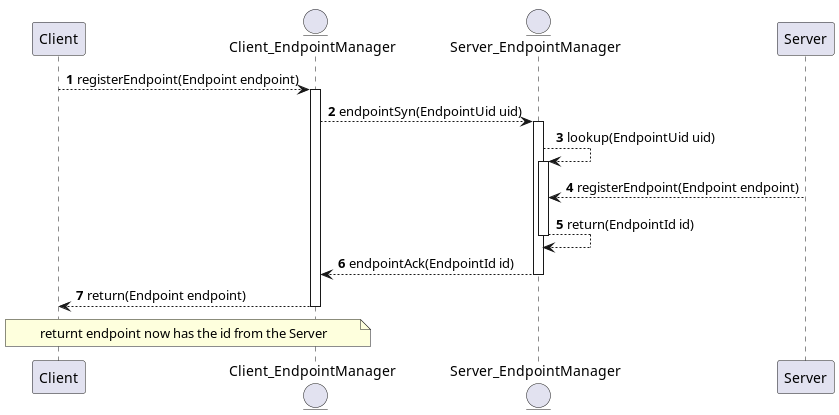 Client
Client_EndpointManager
Server_EndpointManager
Server
1 registerEndpoint(Endpoint endpoint)
2 endpointSyn(EndpointUid uid)
3 lookup(EndpointUid uid)
4 registerEndpoint(Endpoint endpoint)
5 return(EndpointId id)
6 endpointAck(EndpointId id)
7 return(Endpoint endpoint)
returnt endpoint now has the id from the Server
Client
Client_EndpointManager
Server_EndpointManager
Server